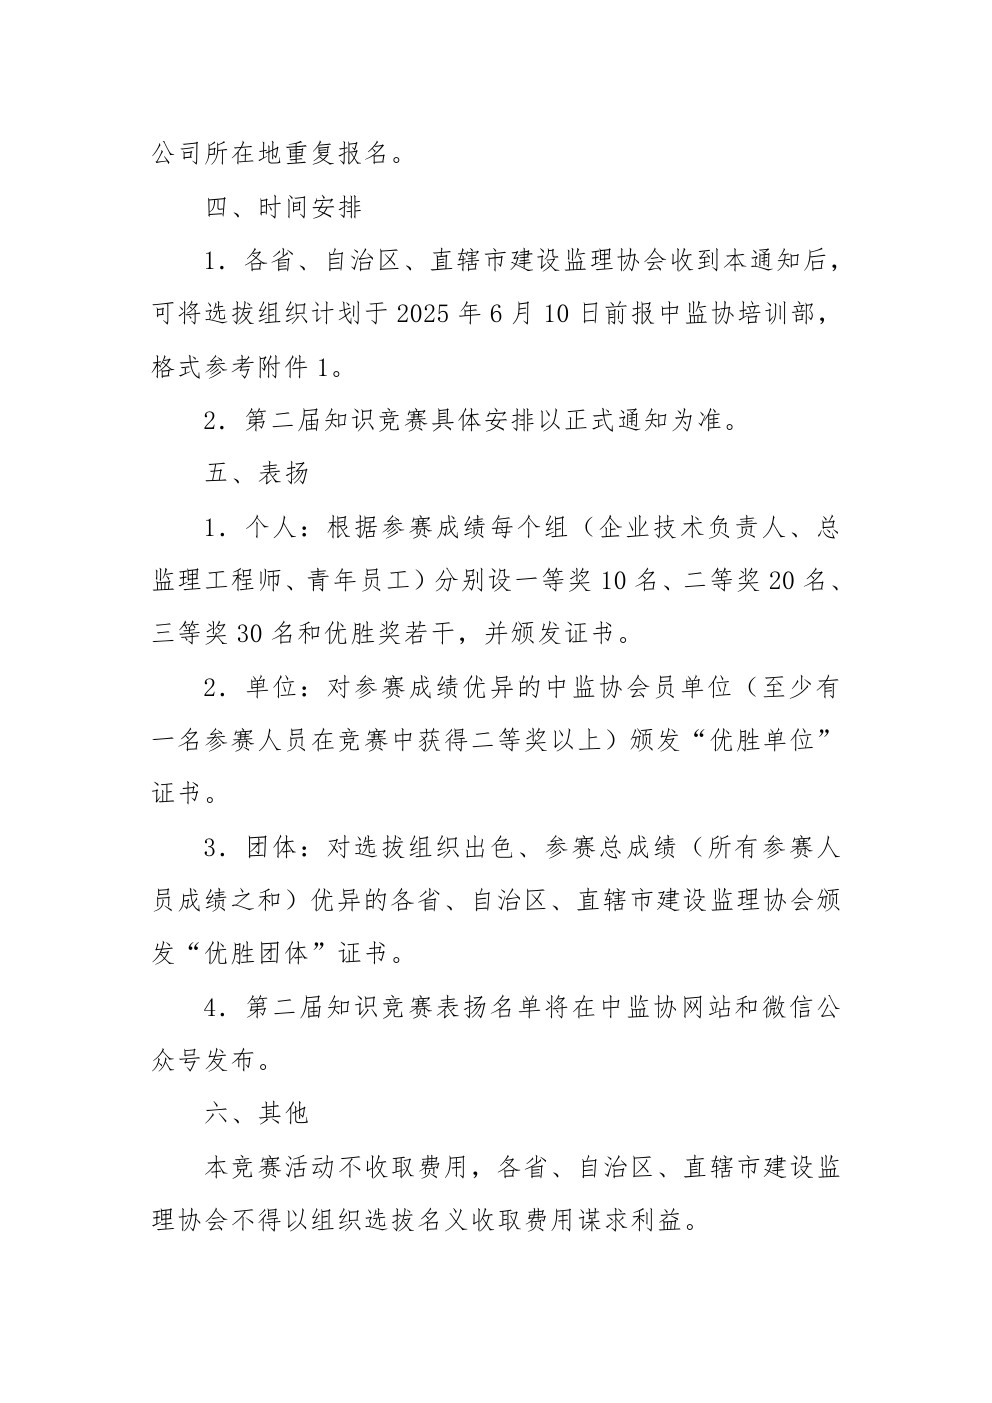 公司所在地重复报名。
四、时间安排
1．各省、自治区、直辖市建设监理协会收到本通知后，
可将选拔组织计划于 2025 年 6 月 10 日前报中监协培训部，
格式参考附件 1。
2．第二届知识竞赛具体安排以正式通知为准。
五、表扬
1．个人：根据参赛成绩每个组（企业技术负责人、总
监理工程师、青年员工）分别设一等奖 10 名、二等奖 20 名、
三等奖 30 名和优胜奖若干，并颁发证书。
2．单位：对参赛成绩优异的中监协会员单位（至少有
一名参赛人员在竞赛中获得二等奖以上）颁发“优胜单位”
证书。
3．团体：对选拔组织出色、参赛总成绩（所有参赛人
员成绩之和）优异的各省、自治区、直辖市建设监理协会颁
发“优胜团体”证书。
4．第二届知识竞赛表扬名单将在中监协网站和微信公
众号发布。
六、其他
本竞赛活动不收取费用，各省、自治区、直辖市建设监
理协会不得以组织选拔名义收取费用谋求利益。